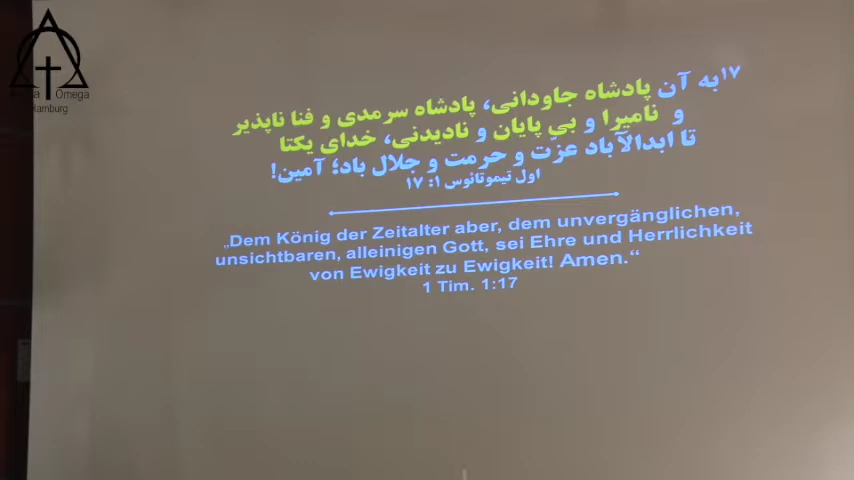 Omega
Hamburg
۱۷به آن پادشاه جاودانی، پادشاه سرمدی و فنا ناپذیر
و نامیرا و بی پایان و نادیدنی، خدای یکتا
تا ابدالآباد عزّت و حرمت و جلال باد؛ آمین!
اول تیموتائوس ۱: ۱۷
„Dem König der Zeitalter aber, dem unvergänglichen,
unsichtbaren, alleinigen Gott, sei Ehre und Herrlichkeit
von Ewigkeit zu Ewigkeit! Amen.“
1 Tim. 1:17